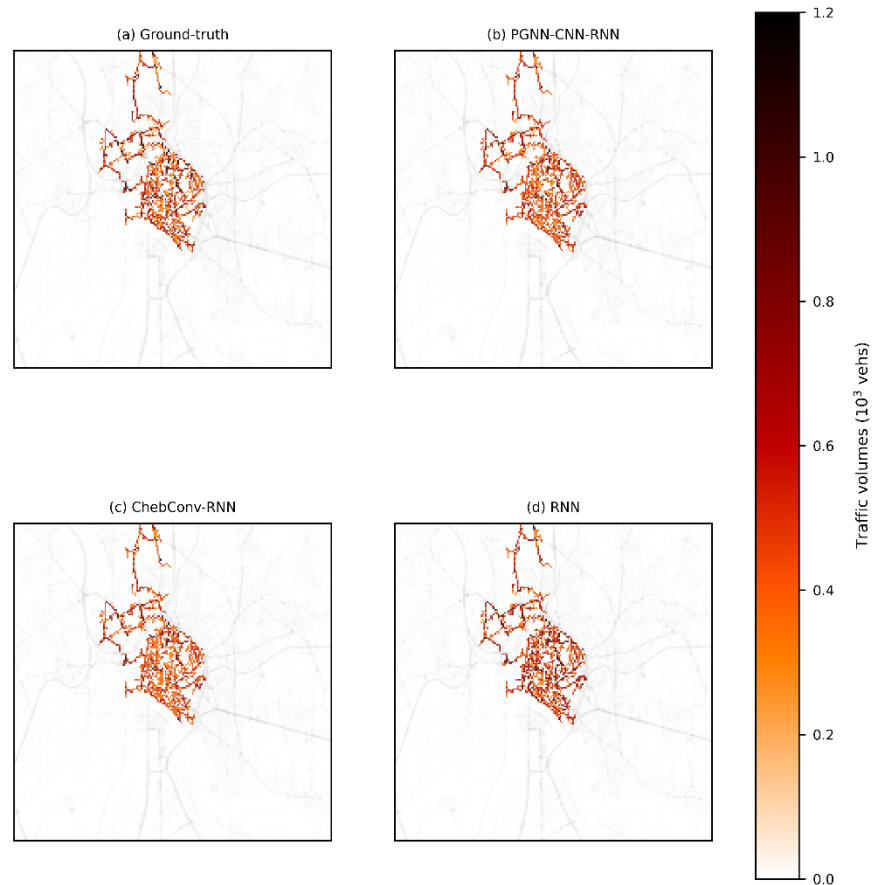 (a) Ground-truth
(b) PGNN-CNN-RNN
(c) ChebConv-RNN
(d) RNN
1.2
1.0
0.8
0.6
0.4
0.2
0.0
Traffic volumes (10³ vehs)